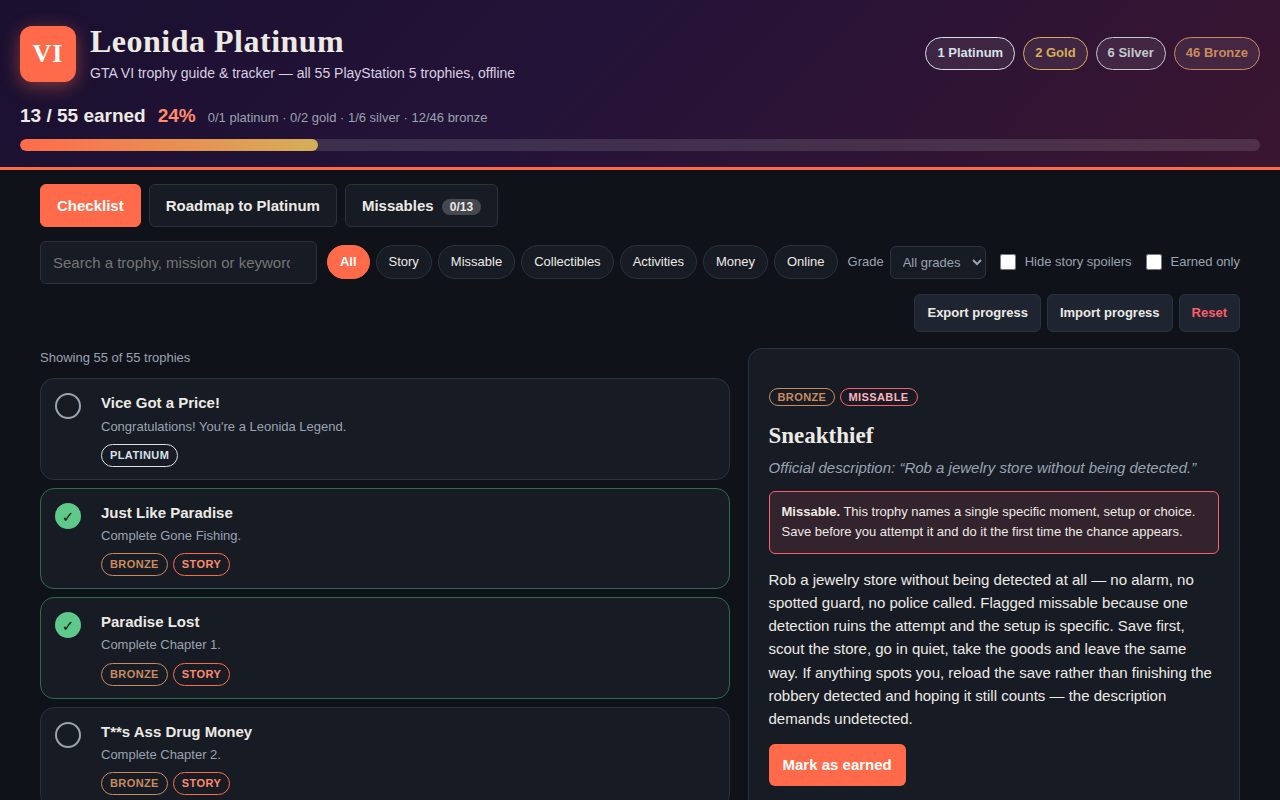 VI
Leonida Platinum
GTA VI trophy guide & tracker — all 55 PlayStation 5 trophies, offline
1 Platinum
2 Gold
6 Silver
46 Bronze
13 / 55 earned 24% 0/1 platinum · 0/2 gold · 1/6 silver · 12/46 bronze
Checklist
Roadmap to Platinum
Missables 0/13
Search a trophy, mission or keyword
All
Story
Missable
Collectibles
Activities
Money
Online
Grade
All grades
Hide story spoilers
Earned only
Export progress
Import progress
Reset
Showing 55 of 55 trophies
Vice Got a Price!
Congratulations! You're a Leonida Legend.
PLATINUM
✓
Just Like Paradise
Complete Gone Fishing.
BRONZE
STORY
✓
Paradise Lost
Complete Chapter 1.
BRONZE
STORY
T**s Ass Drug Money
Complete Chapter 2.
BRONZE
STORY
BRONZE
MISSABLE
Sneakthief
Official description: “Rob a jewelry store without being detected.”
Missable. This trophy names a single specific moment, setup or choice.
Save before you attempt it and do it the first time the chance appears.
Rob a jewelry store without being detected at all — no alarm, no
spotted guard, no police called. Flagged missable because one
detection ruins the attempt and the setup is specific. Save first,
scout the store, go in quiet, take the goods and leave the same
way. If anything spots you, reload the save rather than finishing the
robbery detected and hoping it still counts — the description
demands undetected.
Mark as earned